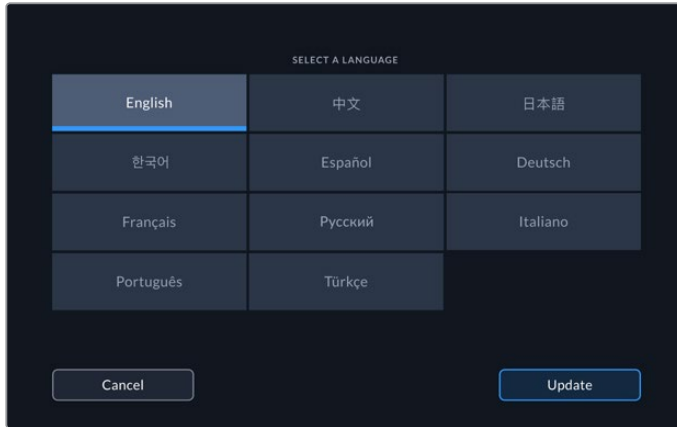 SELECT A LANGUAGE
English
中文
日本語
한국어
Español
Deutsch
Français
Русский
Italiano
Português
Türkçe
Cancel
Update